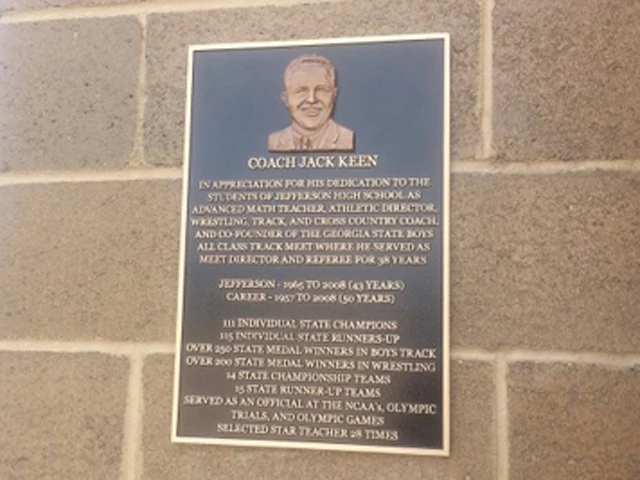 COACH JACK KEEN
IN APPRECIATION FOR HIS DEDICATION TO THE
STUDENTS OF JEFFERSON HIGH SCHOOL AS
ADVANCED MATH TEACHER, ATHLETIC DIRECTOR,
WRESTLING, TRACK, AND CROSS COUNTRY COACH,
AND CO-FOUNDER OF THE GEORGIA STATE BOYS
ALL CLASS TRACK MEET WHERE HE SERVED AS
MEET DIRECTOR AND REFEREE FOR 38 YEARS
JEFFERSON - 1965 TO 2008 (43 YEARS)
CAREER - 1957 TO 2008 (50 YEARS)
111 INDIVIDUAL STATE CHAMPIONS
115 INDIVIDUAL STATE RUNNERS-UP
OVER 250 STATE MEDAL WINNERS IN BOYS TRACK
OVER 200 STATE MEDAL WINNERS IN WRESTLING
14 STATE CHAMPIONSHIP TEAMS
15 STATE RUNNER-UP TEAMS
SERVED AS AN OFFICIAL AT THE NCAA's, OLYMPIC
TRIALS, AND OLYMPIC GAMES
SELECTED STAR TEACHER 28 TIMES